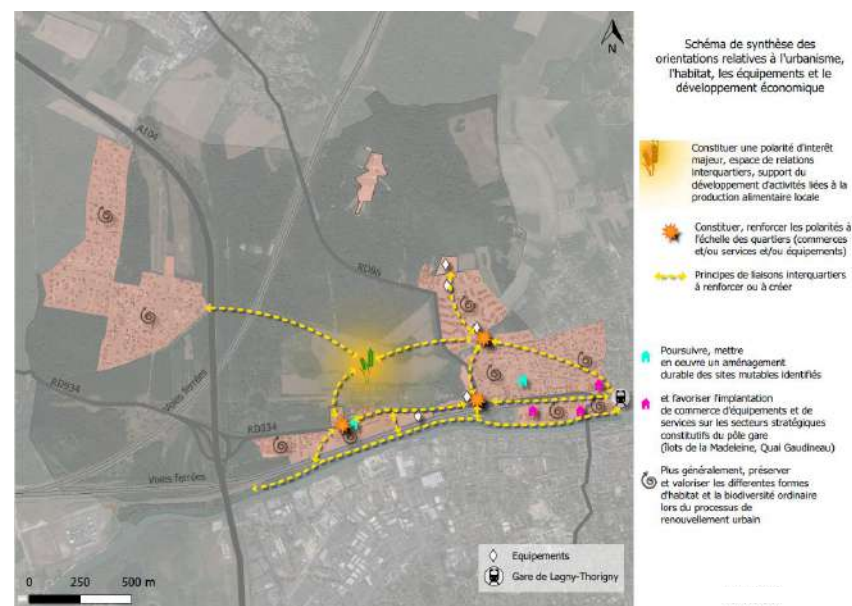 N
A104
RD95
RD934
Voies ferrées
RD334
Voies ferrées
0 250 500 m
Equipements
Gare de Lagny-Thorigny
Schéma de synthèse des
orientations relatives à l'urbanisme,
l'habitat, les équipements et le
développement économique
Constituer une polarité d'intérêt
majeur, espace de relations
interquartiers, support du
développement d'activités liées à la
production alimentaire locale
Constituer, renforcer les polarités à
l'échelle des quartiers (commerces
et/ou services et/ou équipements)
Principes de liaisons interquartiers
à renforcer ou à créer
Poursuivre, mettre
en oeuvre un aménagement
durable des sites mutables identifiés
et favoriser l'implantation
de commerce d'équipements et de
services sur les secteurs stratégiques
constitutifs du pôle gare
(îlots de la Madeleine, Quai Gaudineau)
Plus généralement, préserver
et valoriser les differentes formes
d'habitat et la biodiversité ordinaire
lors du processus de
renouvellement urbain